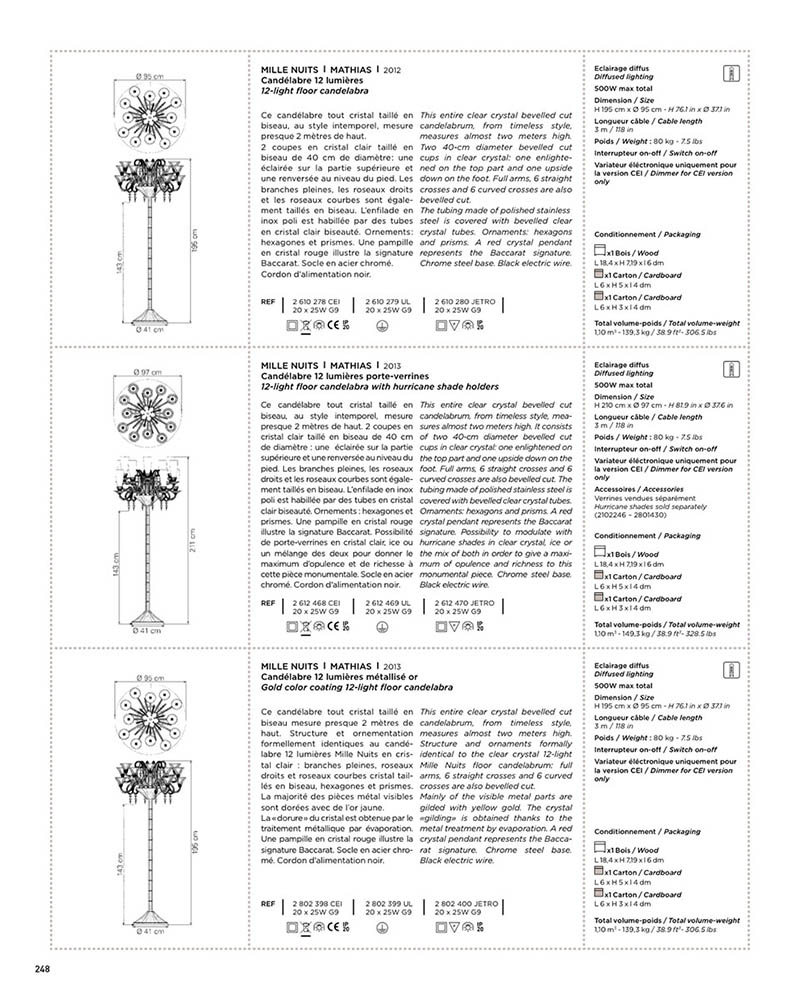 Ø 95 cm
143 cm
195 cm
Ø 41 cm
MILLE NUITS I MATHIAS I 2012
Candélabre 12 lumières
12-light floor candelabra
Ce candélabre tout cristal taillé en
biseau, au style intemporel, mesure
presque 2 mètres de haut.
2 coupes en cristal clair taillé en
biseau de 40 cm de diamètre: une
éclairée sur la partie supérieure et
une renversée au niveau du pied. Les
branches pleines, les roseaux droits
et les roseaux courbes sont égale-
ment taillés en biseau. L'enfilade en
inox poli est habillée par des tubes
en cristal clair biseauté. Ornements:
hexagones et prismes. Une pampille
en cristal rouge illustre la signature
Baccarat. Socle en acier chromé.
Cordon d'alimentation noir.
This entire clear crystal bevelled cut
candelabrum, from timeless style,
measures almost two meters high.
Two 40-cm diameter bevelled cut
cups in clear crystal: one enlighte-
ned on the top part and one upside
down on the foot. Full arms, 6 straight
crosses and 6 curved crosses are also
bevelled cut.
The tubing made of polished stainless
steel is covered with bevelled clear
crystal tubes. Ornaments: hexagons
and prisms. A red crystal pendant
represents the Baccarat signature.
Chrome steel base. Black electric wire.
REF
2 610 278 CEI
20 x 25W G9
2 610 279 UL
20 x 25W G9
2 610 280 JETRO
20 x 25W G9
Eclairage diffus
Diffused lighting
500W max total
Dimension / Size
H 195 cm x Ø 95 cm - H 76.1 in x Ø 37.1 in
Longueur câble / Cable length
3 m / 118 in
Poids / Weight : 80 kg - 7.5 lbs
Interrupteur on-off / Switch on-off
Variateur éléctronique uniquement pour
la version CEI / Dimmer for CEI version
only
Conditionnement / Packaging
x1 Bois / Wood
L 18,4 x H 7,19 x l 6 dm
x1 Carton / Cardboard
L 6 x H 5 x l 4 dm
x1 Carton / Cardboard
L 6 x H 3 x l 4 dm
Total volume-poids / Total volume-weight
1,10 m³ - 139,3 kg / 38.9 ft³- 306.5 lbs
Ø 97 cm
143 cm
211 cm
Ø 41 cm
MILLE NUITS I MATHIAS I 2013
Candélabre 12 lumières porte-verrines
12-light floor candelabra with hurricane shade holders
Ce candélabre tout cristal taillé en
biseau, au style intemporel, mesure
presque 2 mètres de haut. 2 coupes en
cristal clair taillé en biseau de 40 cm
de diamètre : une éclairée sur la partie
supérieure et une renversée au niveau du
pied. Les branches pleines, les roseaux
droits et les roseaux courbes sont égale-
ment taillés en biseau. L'enfilade en inox
poli est habillée par des tubes en cristal
clair biseauté. Ornements : hexagones et
prismes. Une pampille en cristal rouge
illustre la signature Baccarat. Possibilité
de porte-verrines en cristal clair, ice ou
un mélange des deux pour donner le
maximum d'opulence et de richesse à
cette pièce monumentale. Socle en acier
chromé. Cordon d'alimentation noir.
This entire clear crystal bevelled cut
candelabrum, from timeless style, mea-
sures almost two meters high. It consists
of two 40-cm diameter bevelled cut
cups in clear crystal: one enlightened on
the top part and one upside down on the
foot. Full arms, 6 straight crosses and 6
curved crosses are also bevelled cut. The
tubing made of polished stainless steel is
covered with bevelled clear crystal tubes.
Ornaments: hexagons and prisms. A red
crystal pendant represents the Baccarat
signature. Possibility to modulate with
hurricane shades in clear crystal, ice or
the mix of both in order to give a maxi-
mum of opulence and richness to this
monumental piece. Chrome steel base.
Black electric wire.
REF
2 612 468 CEI
20 x 25W G9
2 612 469 UL
20 x 25W G9
2 612 470 JETRO
20 x 25W G9
Eclairage diffus
Diffused lighting
500W max total
Dimension / Size
H 210 cm x Ø 97 cm - H 81.9 in x Ø 37.6 in
Longueur câble / Cable length
3 m / 118 in
Poids / Weight : 80 kg - 7.5 lbs
Interrupteur on-off / Switch on-off
Variateur éléctronique uniquement pour
la version CEI / Dimmer for CEI version
only
Accessoires / Accessories
Verrines vendues séparément
Hurricane shades sold separately
(2102246 – 2801430)
Conditionnement / Packaging
x1 Bois / Wood
L 18,4 x H 7,19 x l 6 dm
x1 Carton / Cardboard
L 6 x H 5 x l 4 dm
x1 Carton / Cardboard
L 6 x H 3 x l 4 dm
Total volume-poids / Total volume-weight
1,10 m³ - 149,3 kg / 38.9 ft³- 328.5 lbs
Ø 95 cm
143 cm
195 cm
Ø 41 cm
MILLE NUITS I MATHIAS I 2013
Candélabre 12 lumières métallisé or
Gold color coating 12-light floor candelabra
Ce candélabre tout cristal taillé en
biseau mesure presque 2 mètres de
haut. Structure et ornementation
formellement identiques au candé-
labre 12 lumières Mille Nuits en cris-
tal clair : branches pleines, roseaux
droits et roseaux courbes cristal tail-
lés en biseau, hexagones et prismes.
La majorité des pièces métal visibles
sont dorées avec de l'or jaune.
La «dorure» du cristal est obtenue par le
traitement métallique par évaporation.
Une pampille en cristal rouge illustre la
signature Baccarat. Socle en acier chro-
mé. Cordon d'alimentation noir.
This entire clear crystal bevelled cut
candelabrum, from timeless style,
measures almost two meters high.
Structure and ornaments formally
identical to the clear crystal 12-light
Mille Nuits floor candelabrum: full
arms, 6 straight crosses and 6 curved
crosses are also bevelled cut.
Mainly of the visible metal parts are
gilded with yellow gold. The crystal
«gilding» is obtained thanks to the
metal treatment by evaporation. A red
crystal pendant represents the Bacca-
rat signature. Chrome steel base.
Black electric wire.
REF
2 802 398 CEI
20 x 25W G9
2 802 399 UL
20 x 25W G9
2 802 400 JETRO
20 x 25W G9
Eclairage diffus
Diffused lighting
500W max total
Dimension / Size
H 195 cm x Ø 95 cm - H 76.1 in x Ø 37.1 in
Longueur câble / Cable length
3 m / 118 in
Poids / Weight : 80 kg - 7.5 lbs
Interrupteur on-off / Switch on-off
Variateur éléctronique uniquement pour
la version CEI / Dimmer for CEI version
only
Conditionnement / Packaging
x1 Bois / Wood
L 18,4 x H 7,19 x l 6 dm
x1 Carton / Cardboard
L 6 x H 5 x l 4 dm
x1 Carton / Cardboard
L 6 x H 3 x l 4 dm
Total volume-poids / Total volume-weight
1,10 m³ - 139,3 kg / 38.9 ft³- 306.5 lbs
248